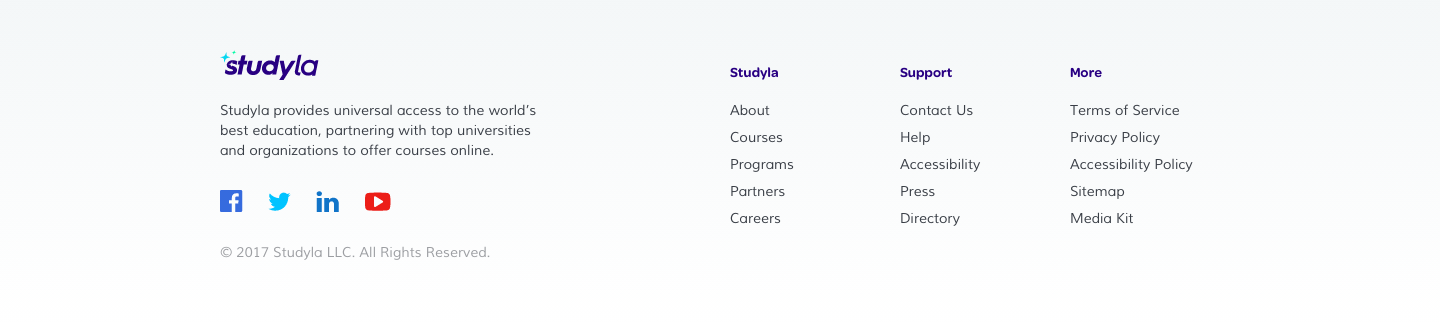 studyla
Studyla provides universal access to the world's
best education, partnering with top universities
and organizations to offer courses online.
© 2017 Studyla LLC. All Rights Reserved.
Studyla
About
Courses
Programs
Partners
Careers
Support
Contact Us
Help
Accessibility
Press
Directory
More
Terms of Service
Privacy Policy
Accessibility Policy
Sitemap
Media Kit